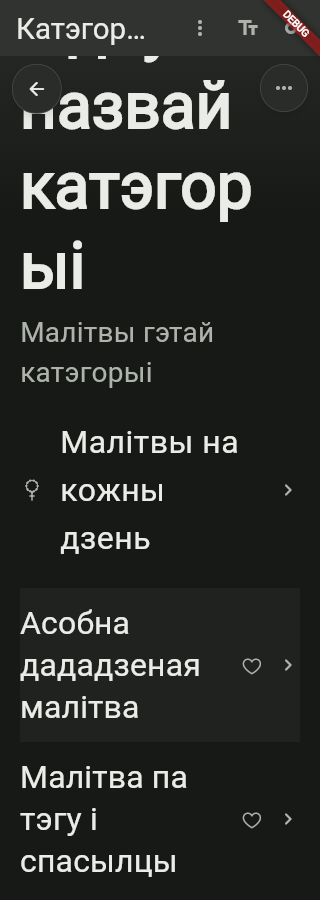 Катэгор...
DEBUG
назвай
катэгор
ыі
Малітвы гэтай
катэгорыі
Малітвы на
кожны
дзень
Асобна
дададзеная
малітва
Малітва па
тэгу і
спасылцы